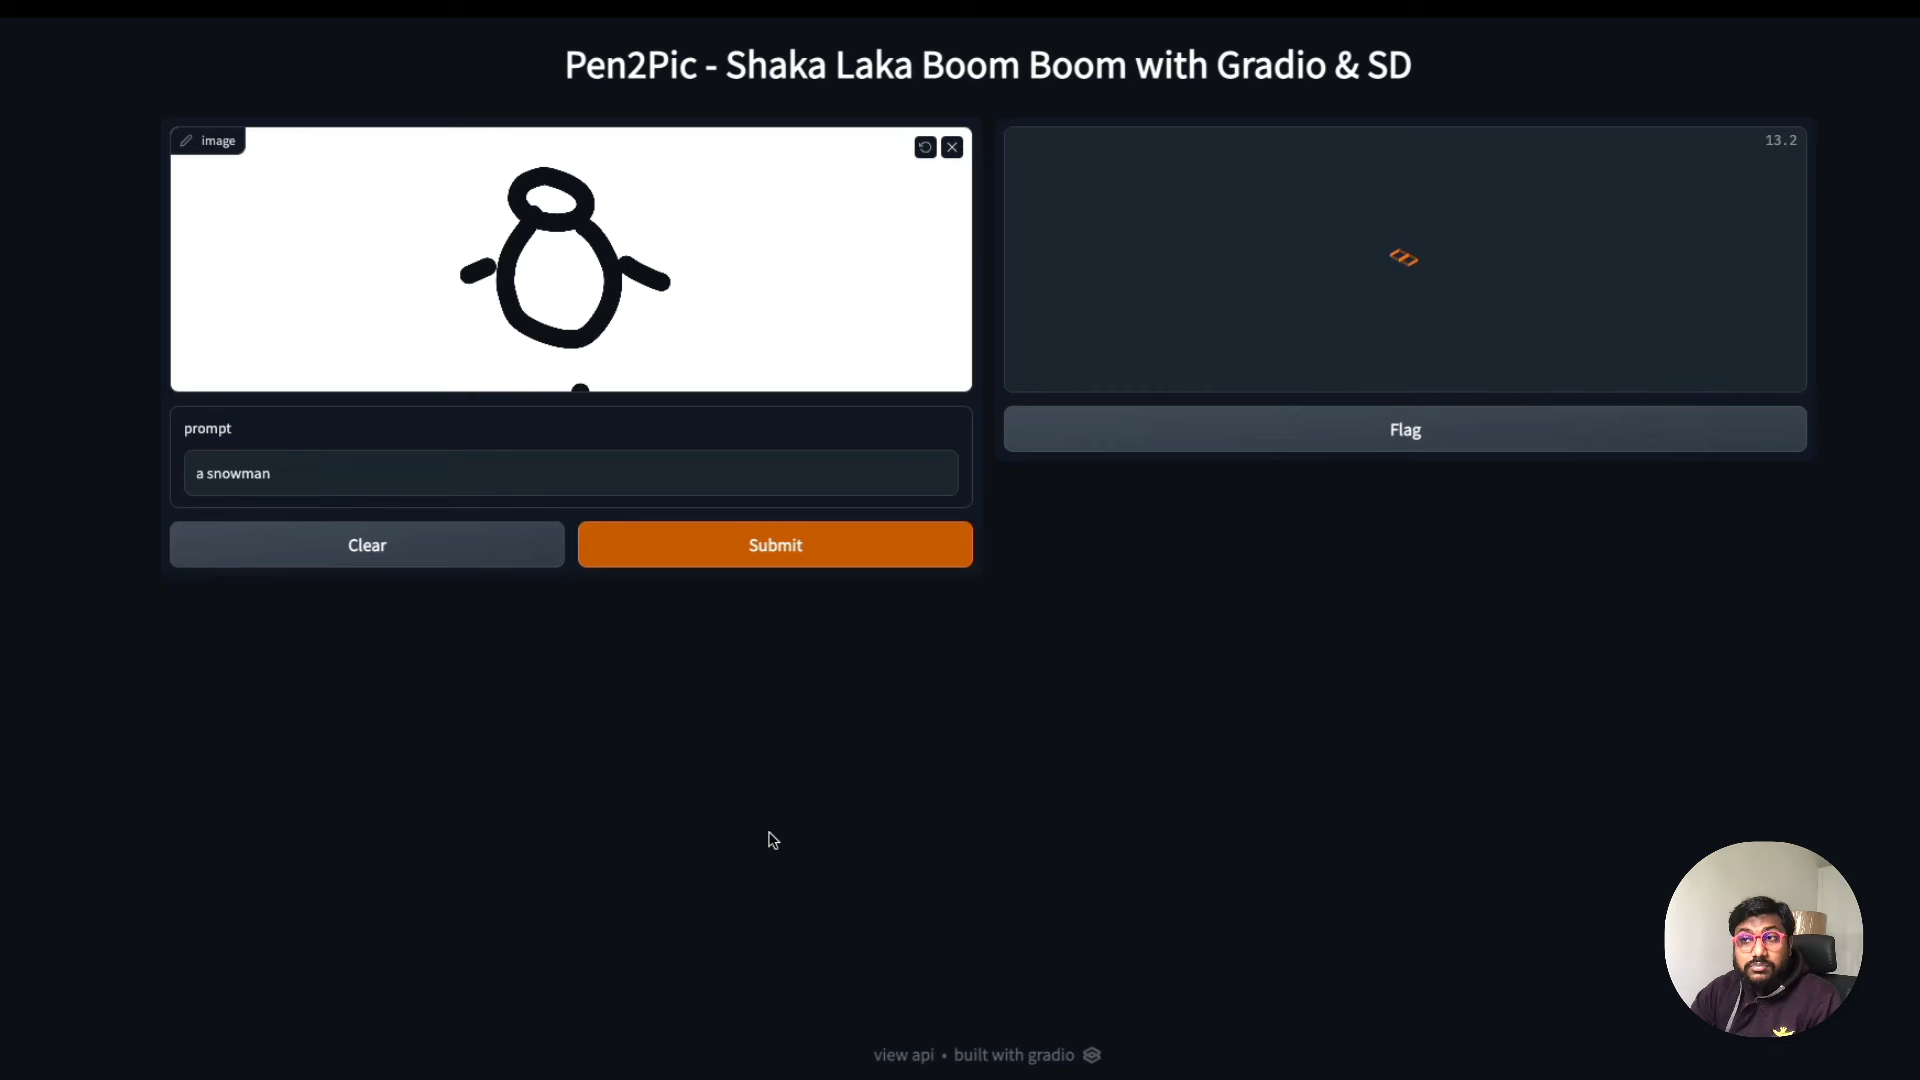 Pen2Pic - Shaka Laka Boom Boom with Gradio & SD
image
13.2
prompt
a snowman
Flag
Clear
Submit
view api • built with gradio